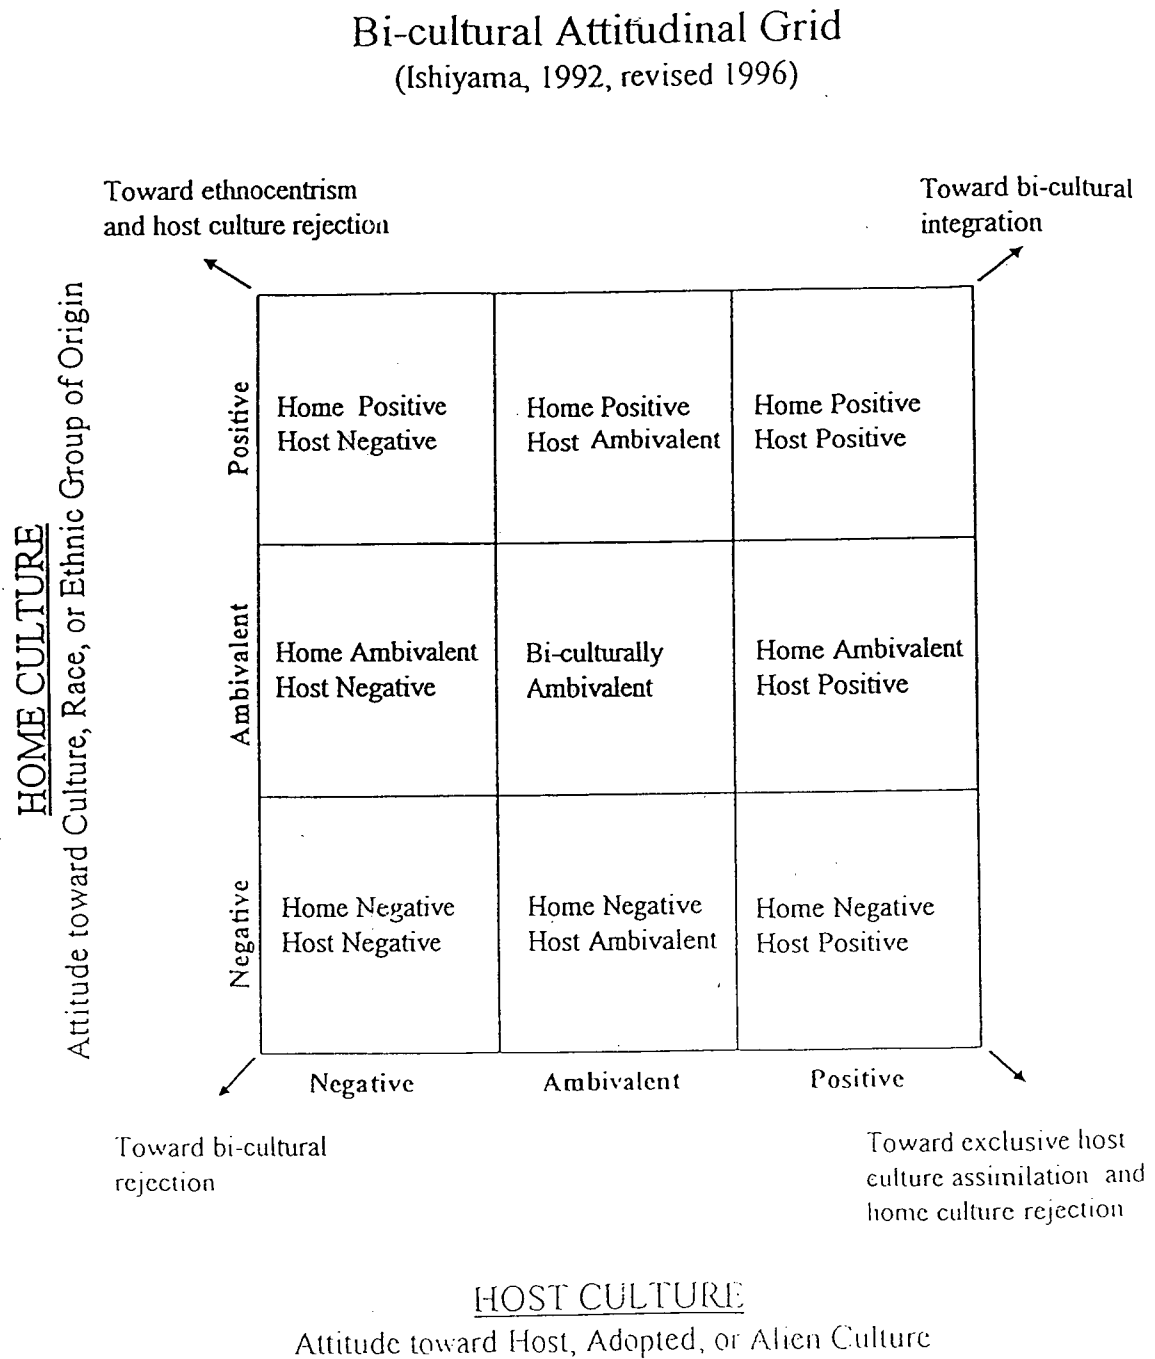 Bi-cultural Attitudinal Grid
(Ishiyama, 1992, revised 1996)
Toward ethnocentrism
and host culture rejection
Toward bi-cultural
integration
HOME CULTURE
Attitude toward Culture, Race, or Ethnic Group of Origin
Positive
Home Positive
Host Negative
Home Positive
Host Ambivalent
Home Positive
Host Positive
Ambivalent
Home Ambivalent
Host Negative
Bi-culturally
Ambivalent
Home Ambivalent
Host Positive
Negative
Home Negative
Host Negative
Home Negative
Host Ambivalent
Home Negative
Host Positive
Negative
Ambivalent
Positive
Toward bi-cultural
rejection
Toward exclusive host
culture assimilation and
home culture rejection
HOST CULTURE
Attitude toward Host, Adopted, or Alien Culture